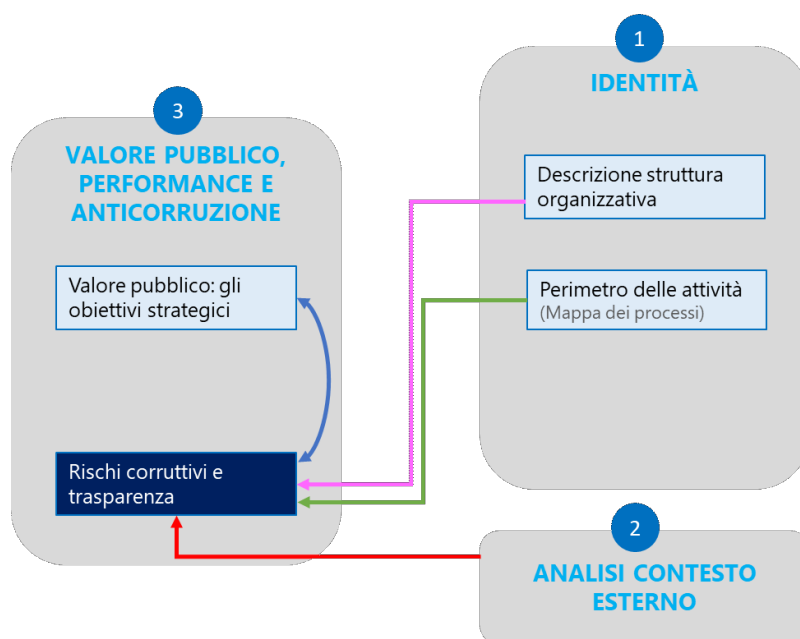 1
IDENTITÀ
Descrizione struttura
organizzativa
Perimetro delle attività
(Mappa dei processi)
2
ANALISI CONTESTO
ESTERNO
3
VALORE PUBBLICO,
PERFORMANCE E
ANTICORRUZIONE
Valore pubblico: gli
obiettivi strategici
Rischi corruttivi e
trasparenza